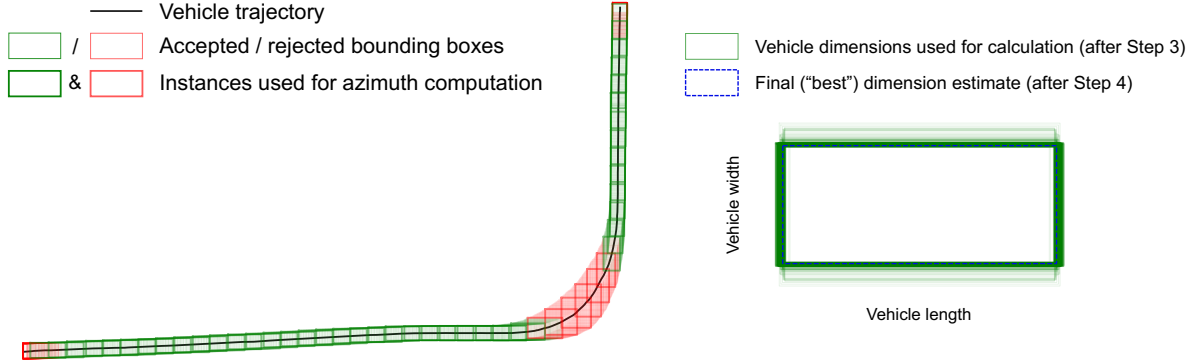 Vehicle trajectory
/ Accepted / rejected bounding boxes
& Instances used for azimuth computation
Vehicle dimensions used for calculation (after Step 3)
Final (“best”) dimension estimate (after Step 4)
Vehicle width
Vehicle length